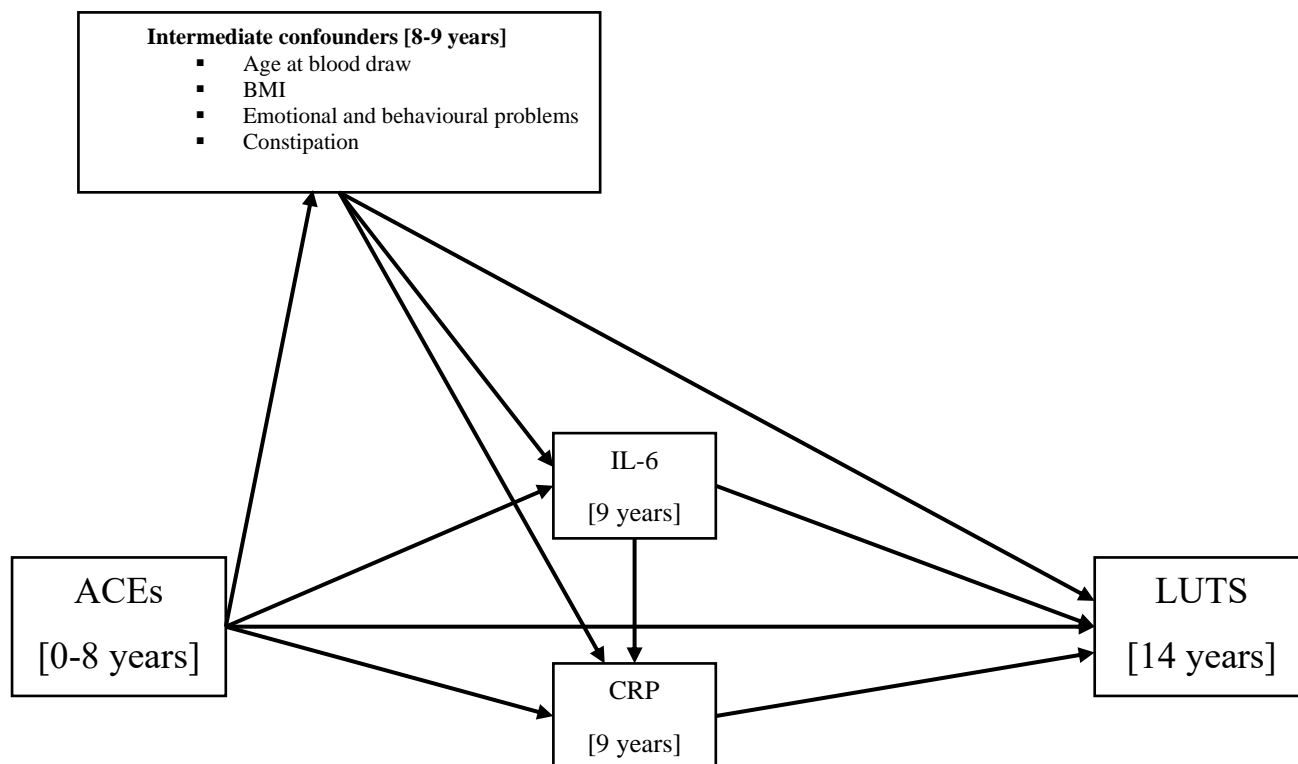 Intermediate confounders [8-9 years]
▪ Age at blood draw
▪ BMI
▪ Emotional and behavioural problems
▪ Constipation
IL-6
[9 years]
ACEs
[0-8 years]
LUTS
[14 years]
CRP
[9 years]